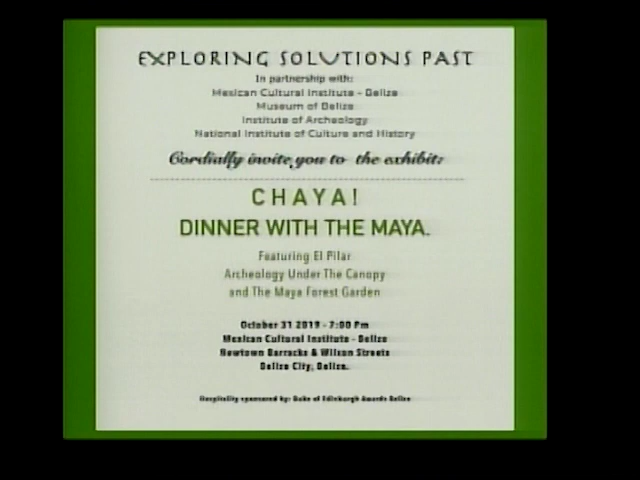 EXPLORING SOLUTIONS PAST
In partnership with:
Mexican Cultural Institute - Belize
Museum of Belize
Institute of Archeology
National Institute of Culture and History
Cordially invite you to the exhibit:
CHAYA!
DINNER WITH THE MAYA.
Featuring El Pilar
Archeology Under The Canopy
and The Maya Forest Garden
October 31 2019 - 7:00 Pm
Mexican Cultural Institute - Belize
Newtown Barracks & Wilson Streets
Belize City, Belize.
Hospitality sponsored by: Duke of Edinburgh Awards Belize